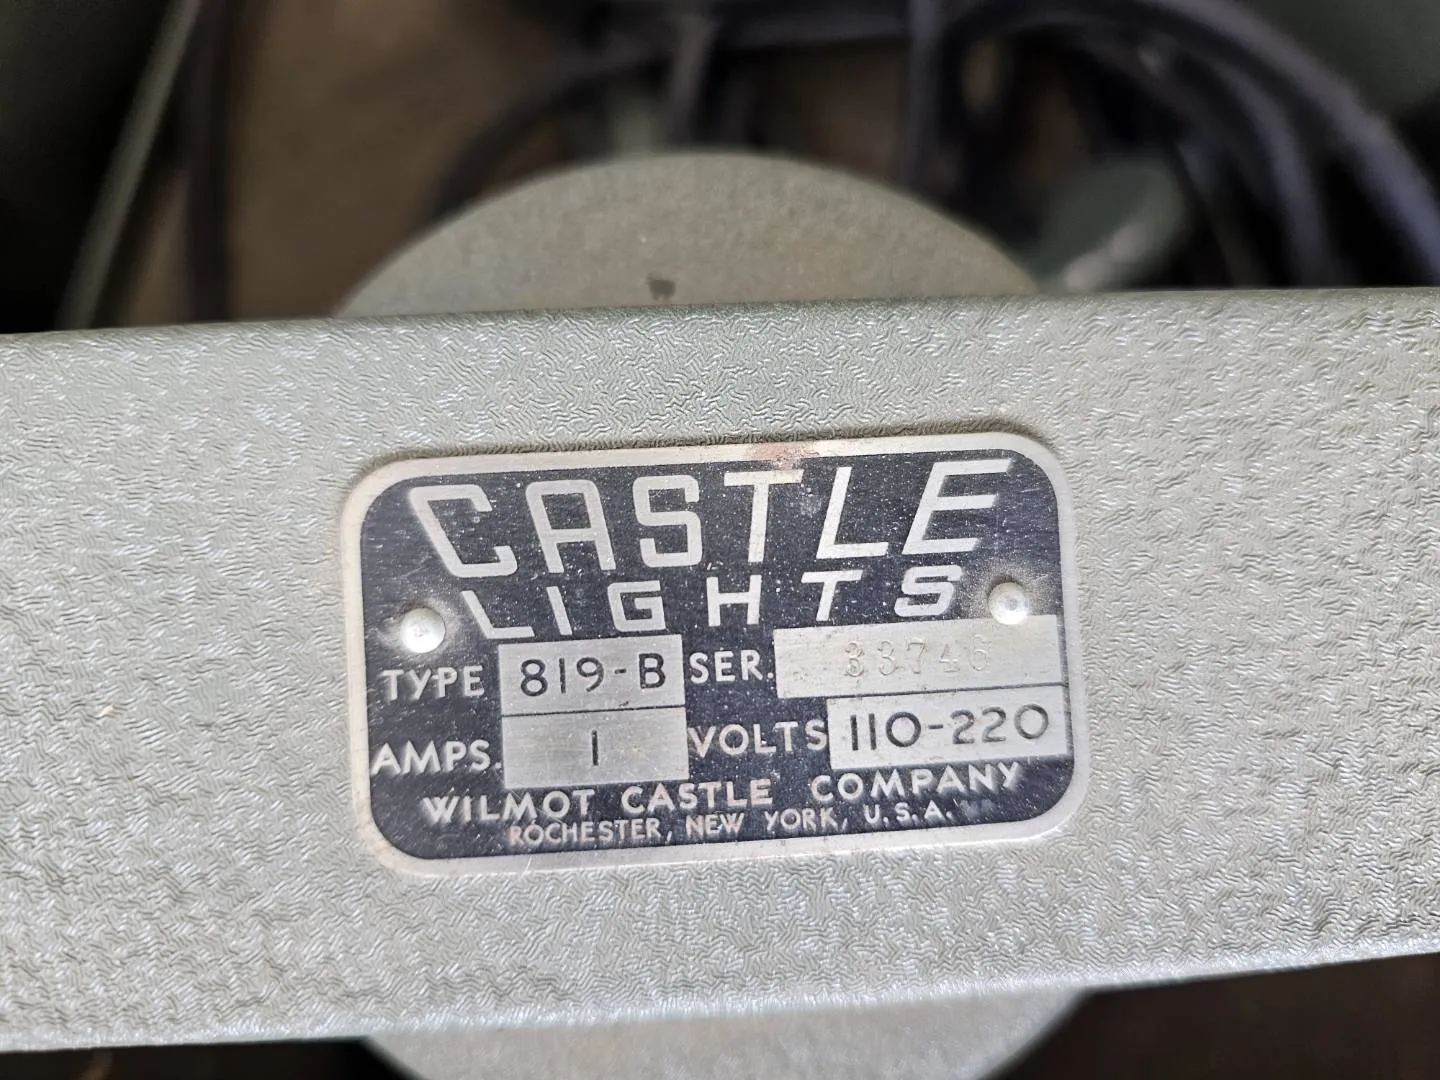 CASTLE
LIGHTS
TYPE 819-B SER. 33746
AMPS. 1 VOLTS 110-220
WILMOT CASTLE COMPANY
ROCHESTER, NEW YORK, U.S.A.